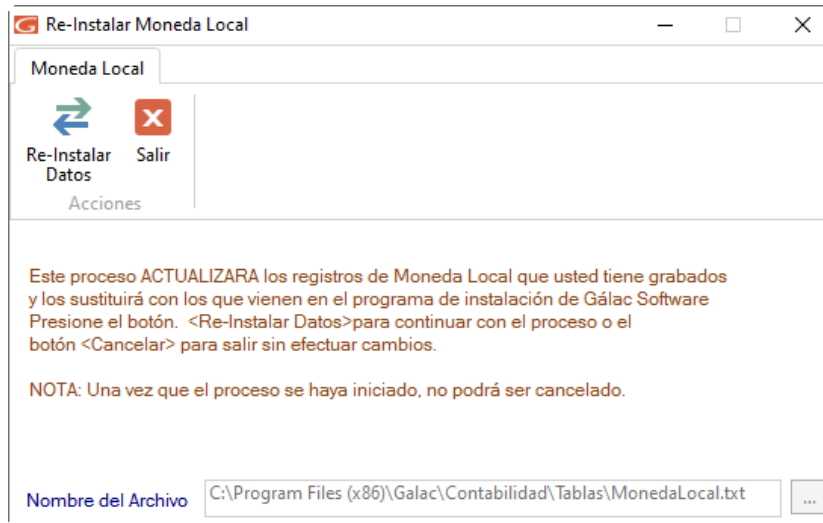 Re-Instalar Moneda Local
Moneda Local
Re-Instalar Salir
Datos
Acciones
Este proceso ACTUALIZARA los registros de Moneda Local que usted tiene grabados
y los sustituirá con los que vienen en el programa de instalación de Gálac Software
Presione el botón. <Re-Instalar Datos>para continuar con el proceso o el
botón <Cancelar> para salir sin efectuar cambios.
NOTA: Una vez que el proceso se haya iniciado, no podrá ser cancelado.
Nombre del Archivo C:\Program Files (x86)\Galac\Contabilidad\Tablas\MonedaLocal.txt ...